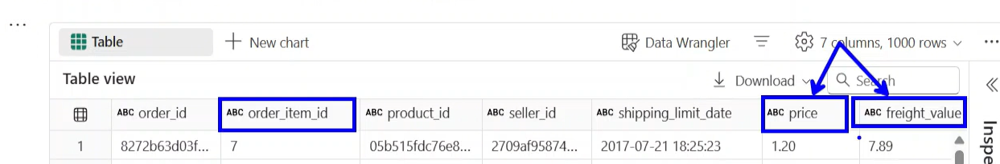 ...
Table New chart Data Wrangler 7 columns, 1000 rows ...
Table view Download Search
ABC order_id ABC order_item_id ABC product_id ABC seller_id ABC shipping_limit_date ABC price ABC freight_value
1 8272b63d03f... 7 05b515fdc76e8... 2709af95874... 2017-07-21 18:25:23 1.20 7.89
Inspe